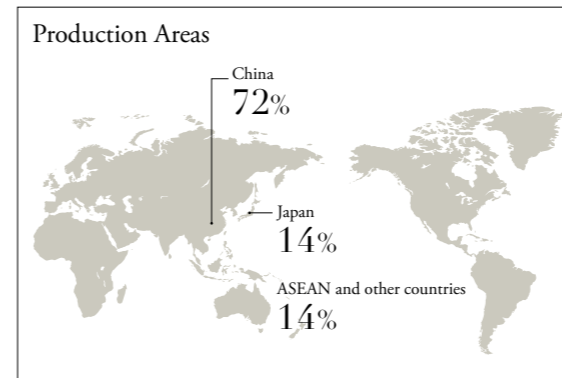 Production Areas
China
72%
Japan
14%
ASEAN and other countries
14%